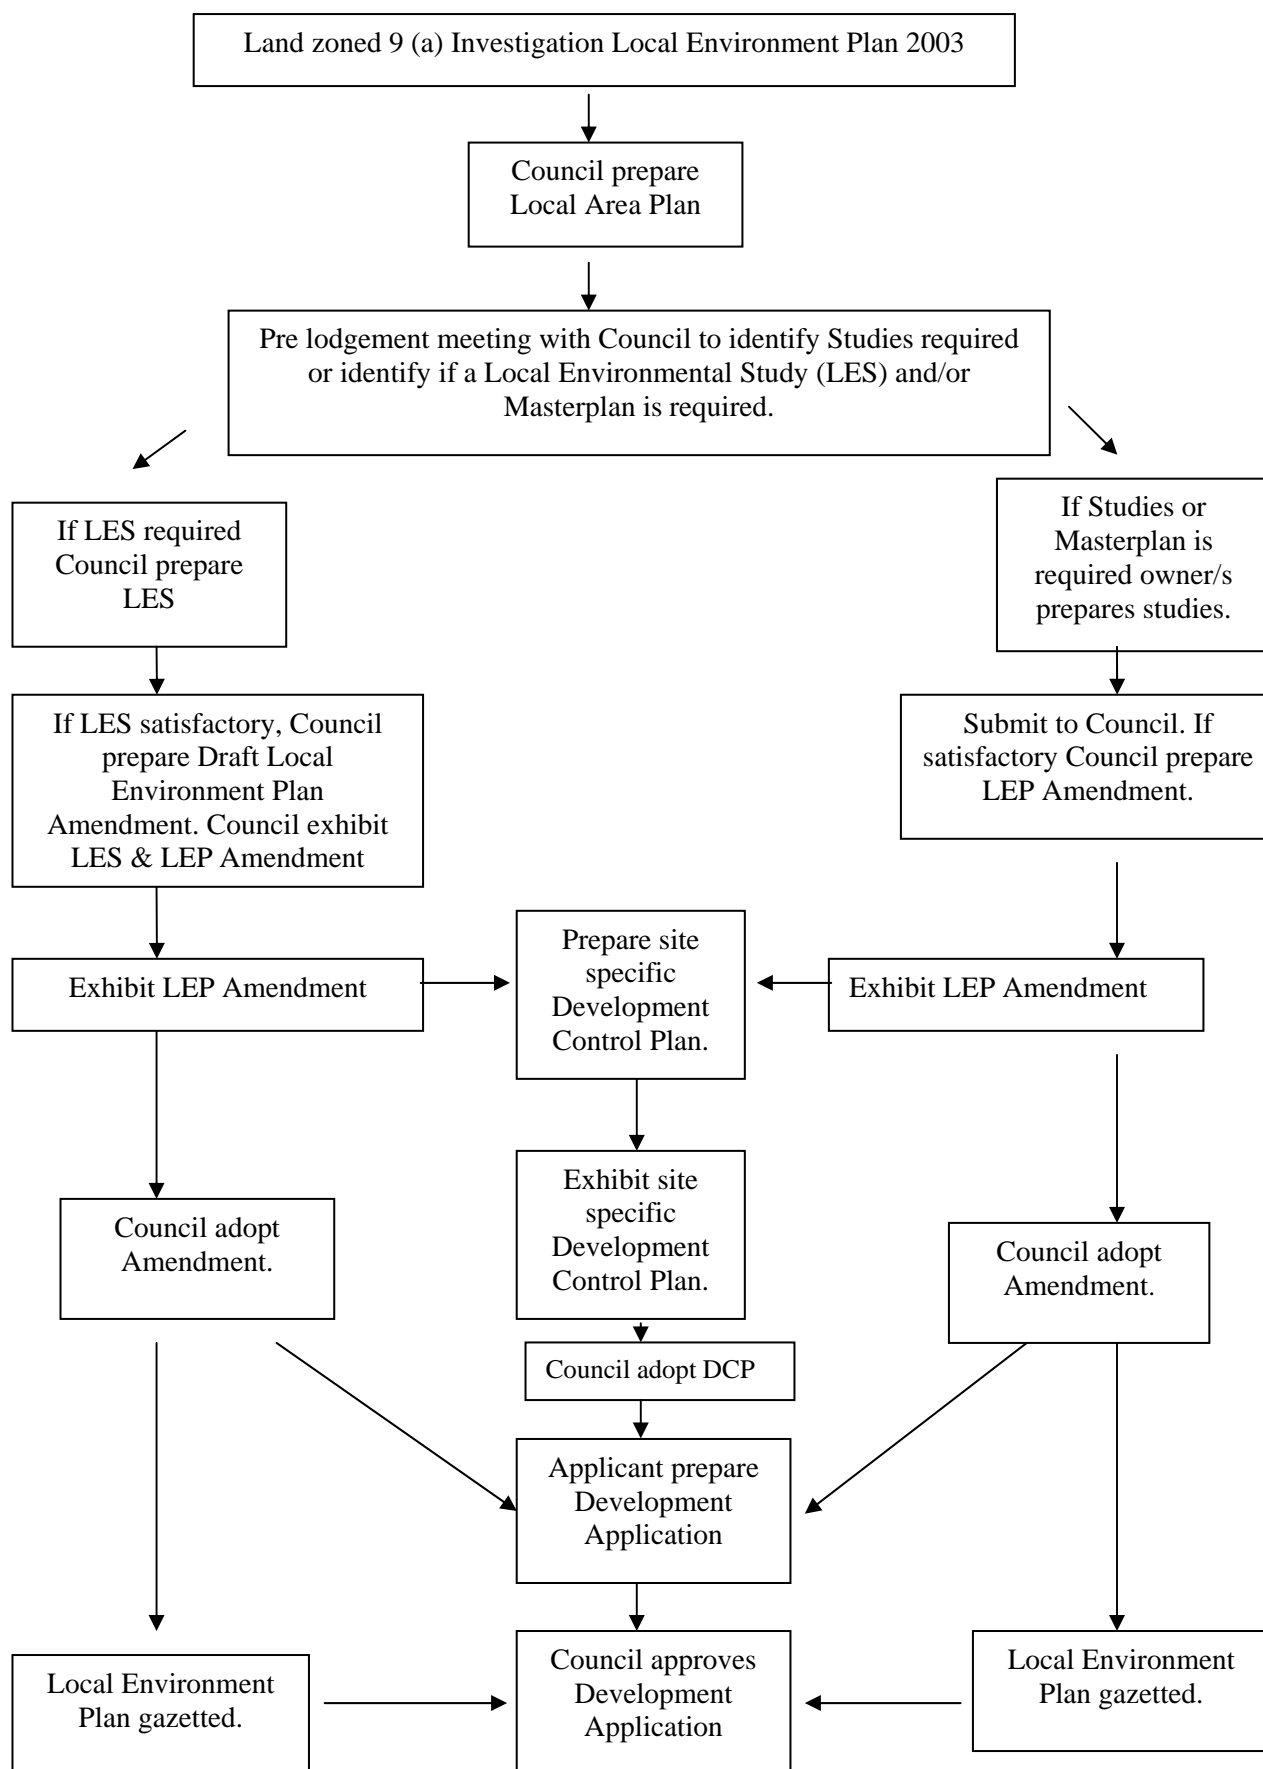 Land zoned 9 (a) Investigation Local Environment Plan 2003
Council prepare
Local Area Plan
Pre lodgement meeting with Council to identify Studies required
or identify if a Local Environmental Study (LES) and/or
Masterplan is required.
If LES required
Council prepare
LES
If Studies or
Masterplan is
required owner/s
prepares studies.
If LES satisfactory, Council
prepare Draft Local
Environment Plan
Amendment. Council exhibit
LES & LEP Amendment
Submit to Council. If
satisfactory Council prepare
LEP Amendment.
Exhibit LEP Amendment
Prepare site
specific
Development
Control Plan.
Exhibit LEP Amendment
Exhibit site
specific
Development
Control Plan.
Council adopt
Amendment.
Council adopt
Amendment.
Council adopt DCP
Applicant prepare
Development
Application
Local Environment
Plan gazetted.
Council approves
Development
Application
Local Environment
Plan gazetted.